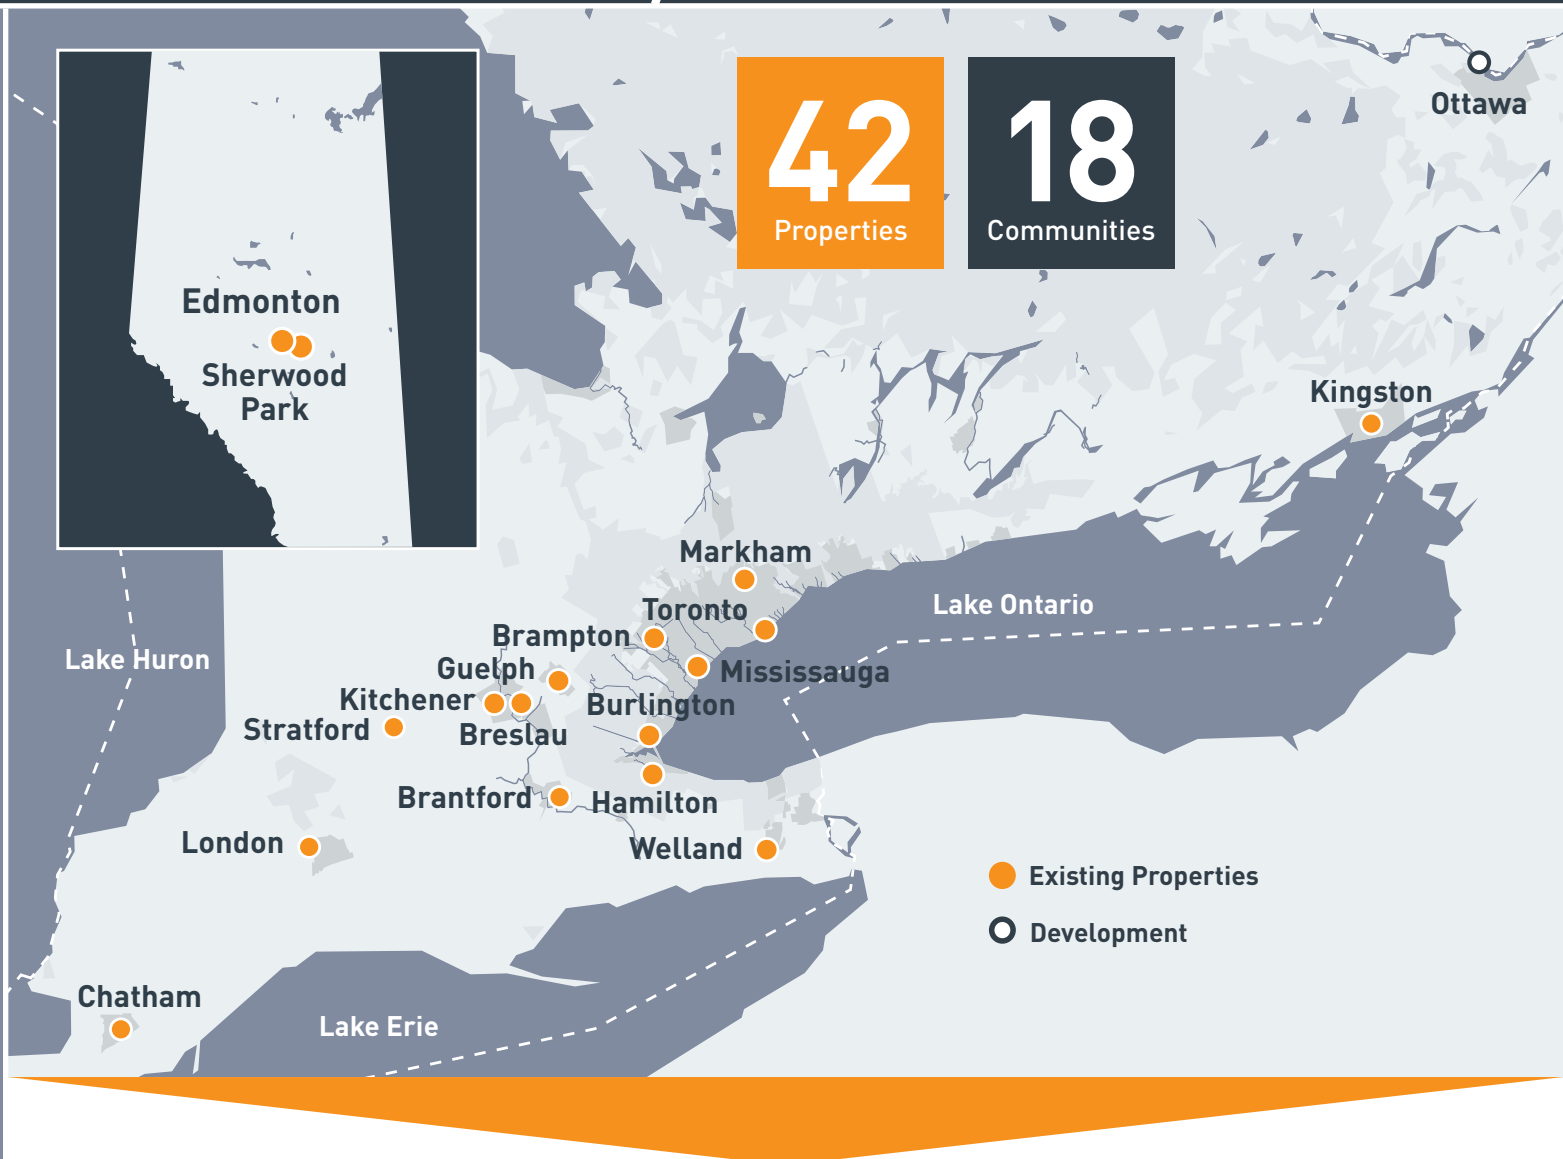 42
Properties
18
Communities
Ottawa
Edmonton
Sherwood
Park
Kingston
Markham
Lake Ontario
Toronto
Brampton
Lake Huron
Guelph
Mississauga
Kitchener
Burlington
Stratford
Breslau
Brantford
Hamilton
London
Welland
Existing Properties
Development
Chatham
Lake Erie